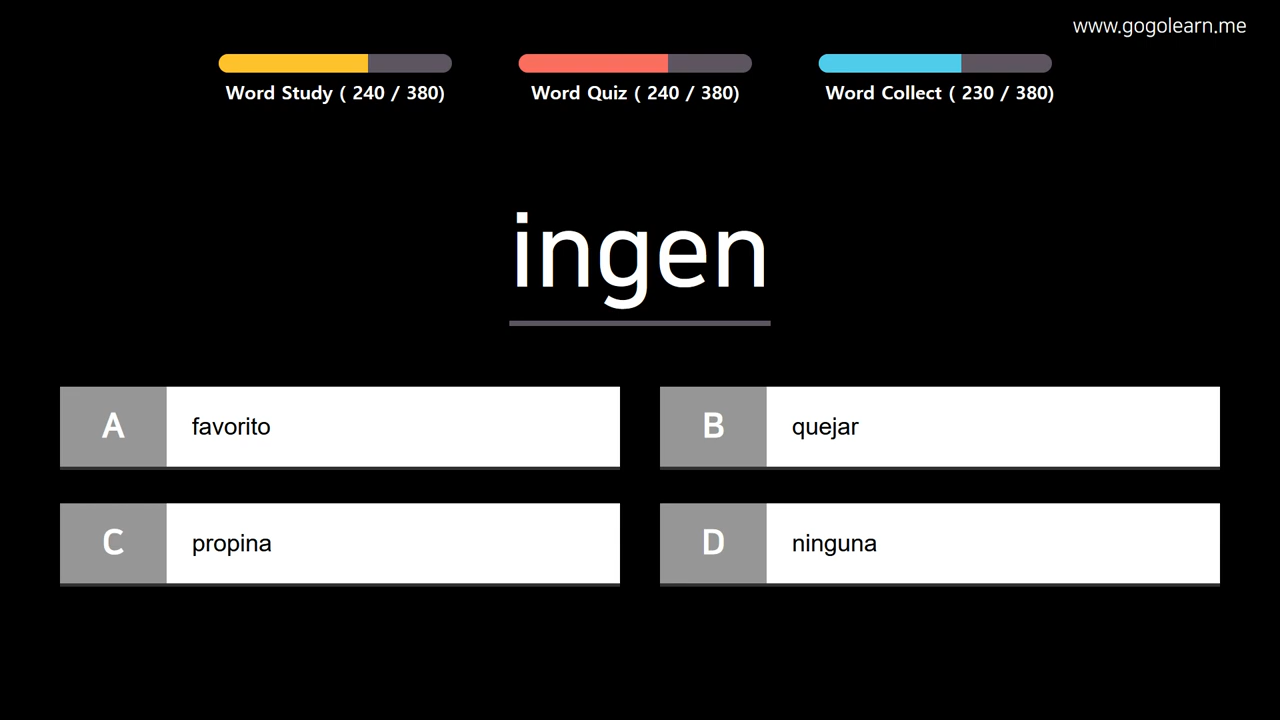 www.gogolearn.me
Word Study ( 240 / 380)
Word Quiz ( 240 / 380)
Word Collect ( 230 / 380)
ingen
A favorito
B quejar
C propina
D ninguna